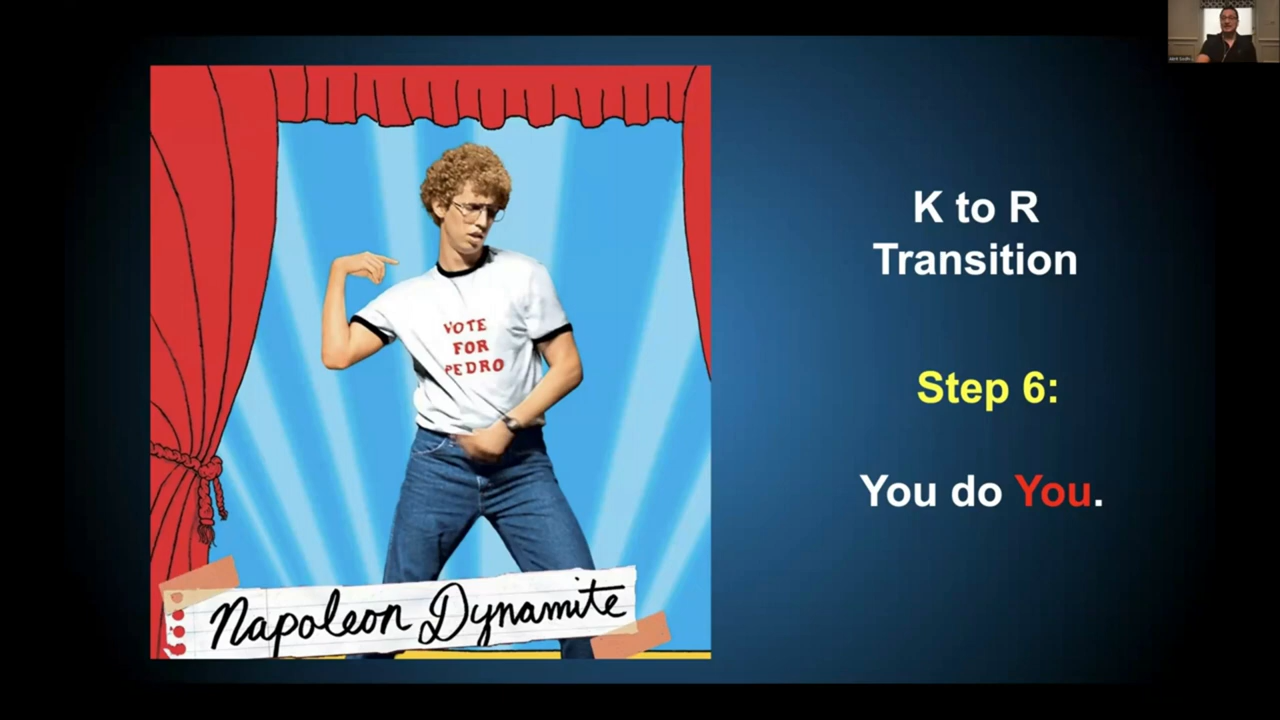 K to R
Transition
Step 6:
You do You.
VOTE
FOR
PEDRO
Napoleon Dynamite